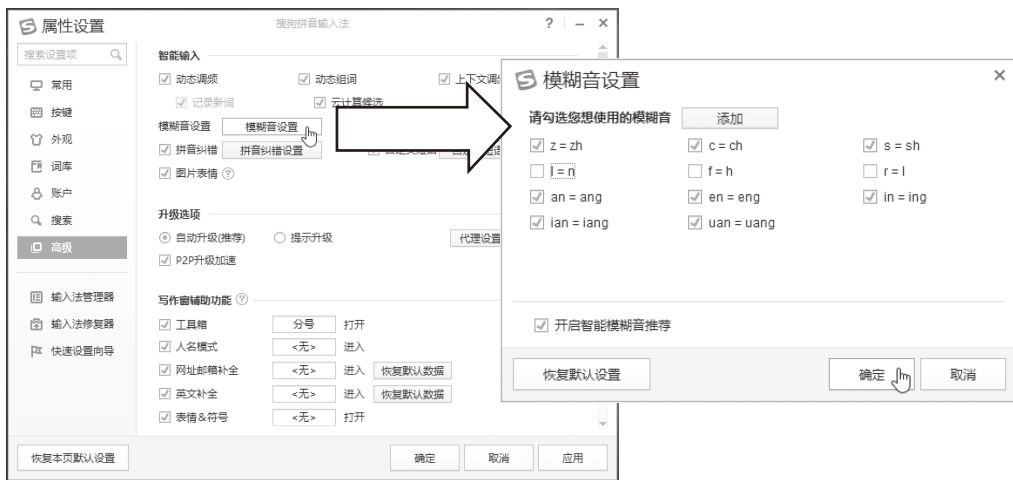 属性设置
搜狗拼音输入法
搜索设置项
常用
按键
外观
词库
账户
搜索
高级
输入法管理器
输入法修复器
快速设置向导
恢复本页默认设置
智能输入
动态调频 动态组词 上下文调
记录新词 云计算候选
模糊音设置 模糊音设置
拼音纠错 拼音纠错设置
图片表情
升级选项
自动升级(推荐) 提示升级 代理设置
P2P升级加速
写作窗辅助功能
工具箱 分号 打开
人名模式 <无> 进入
网址邮箱补全 <无> 进入 恢复默认数据
英文补全 <无> 进入 恢复默认数据
表情&符号 <无> 打开
确定 取消 应用
模糊音设置
请勾选您想使用的模糊音 添加
z = zh c = ch s = sh
l = n f = h r = l
an = ang en = eng in = ing
ian = iang uan = uang
开启智能模糊音推荐
恢复默认设置 确定 取消